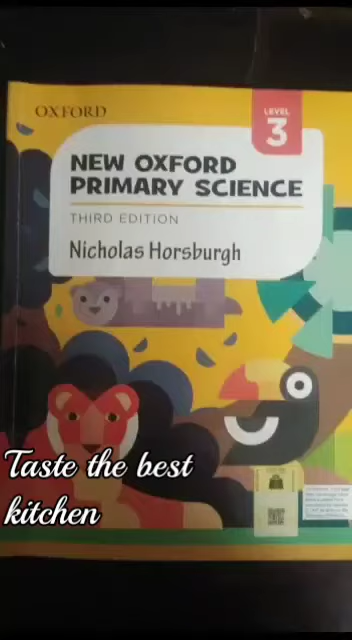 OXFORD
LEVEL
3
NEW OXFORD
PRIMARY SCIENCE
THIRD EDITION
Nicholas Horsburgh
Taste the best
kitchen